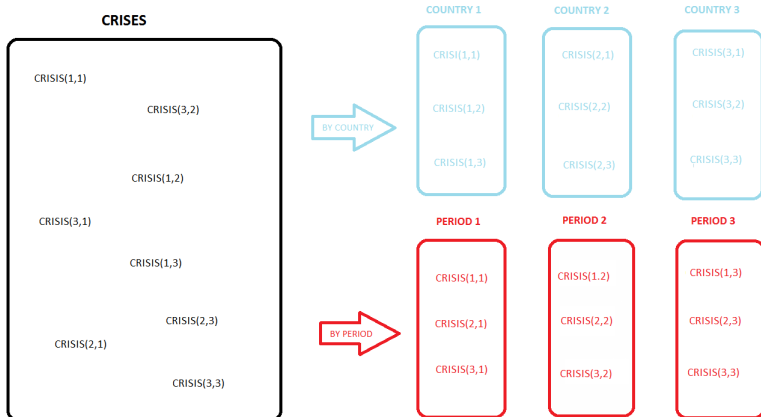 CRISES
CRISIS(1,1)
CRISIS(3,2)
CRISIS(1,2)
CRISIS(3,1)
CRISIS(1,3)
CRISIS(2,3)
CRISIS(2,1)
CRISIS(3,3)
BY COUNTRY
COUNTRY 1
CRISI(1,1)
CRISIS(1,2)
CRISIS(1,3)
COUNTRY 2
CRISIS(2,1)
CRISIS(2,2)
CRISIS(2,3)
COUNTRY 3
CRISIS(3,1)
CRISIS(3,2)
CRISIS(3,3)
BY PERIOD
PERIOD 1
CRISIS(1,1)
CRISIS(2,1)
CRISIS(3,1)
PERIOD 2
CRISIS(1.2)
CRISIS(2,2)
CRISIS(3,2)
PERIOD 3
CRISIS(1,3)
CRISIS(2,3)
CRISIS(3,3)